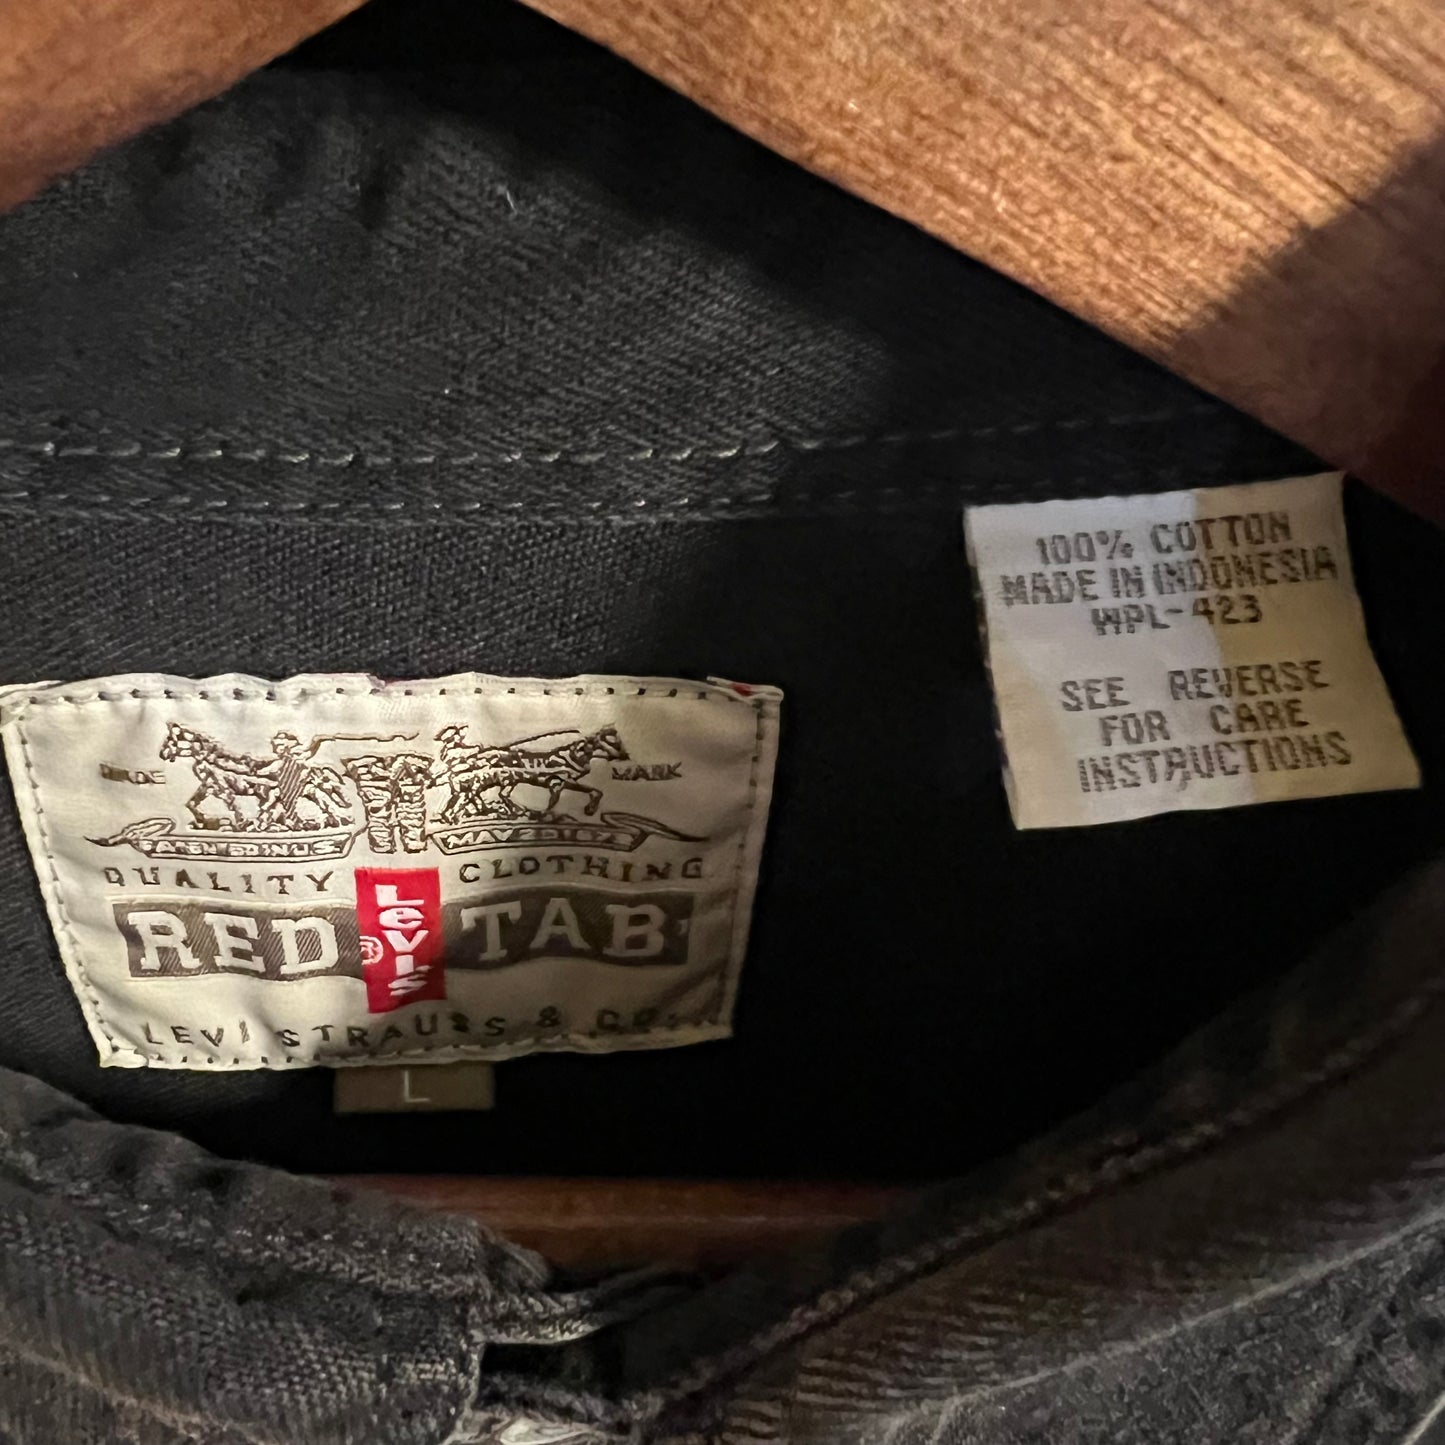 TRADE MARK
MAY 20 1873
QUALITY CLOTHING
RED TAB
LEVI'S ®
LEVI STRAUSS & CO.
L
100% COTTON
MADE IN INDONESIA
WPL-423
SEE REVERSE
FOR CARE
INSTRUCTIONS